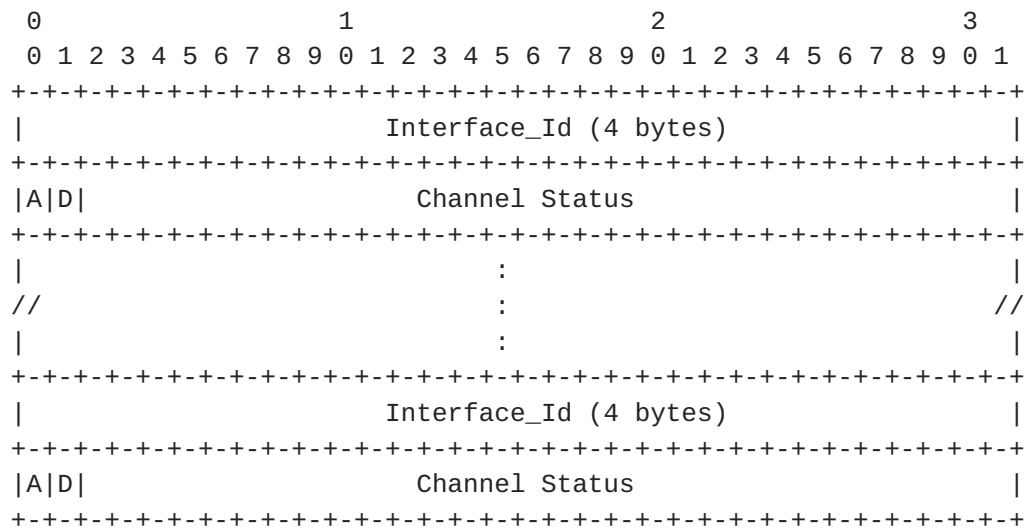 0                   1                   2                   3
 0 1 2 3 4 5 6 7 8 9 0 1 2 3 4 5 6 7 8 9 0 1 2 3 4 5 6 7 8 9 0 1
+-+-+-+-+-+-+-+-+-+-+-+-+-+-+-+-+-+-+-+-+-+-+-+-+-+-+-+-+-+-+-+-+
|                       Interface_Id (4 bytes)                  |
+-+-+-+-+-+-+-+-+-+-+-+-+-+-+-+-+-+-+-+-+-+-+-+-+-+-+-+-+-+-+-+-+
|A|D|                     Channel Status                        |
+-+-+-+-+-+-+-+-+-+-+-+-+-+-+-+-+-+-+-+-+-+-+-+-+-+-+-+-+-+-+-+-+
|                              :                                |
//                             :                               //
|                              :                                |
+-+-+-+-+-+-+-+-+-+-+-+-+-+-+-+-+-+-+-+-+-+-+-+-+-+-+-+-+-+-+-+-+
|                       Interface_Id (4 bytes)                  |
+-+-+-+-+-+-+-+-+-+-+-+-+-+-+-+-+-+-+-+-+-+-+-+-+-+-+-+-+-+-+-+-+
|A|D|                     Channel Status                        |
+-+-+-+-+-+-+-+-+-+-+-+-+-+-+-+-+-+-+-+-+-+-+-+-+-+-+-+-+-+-+-+-+